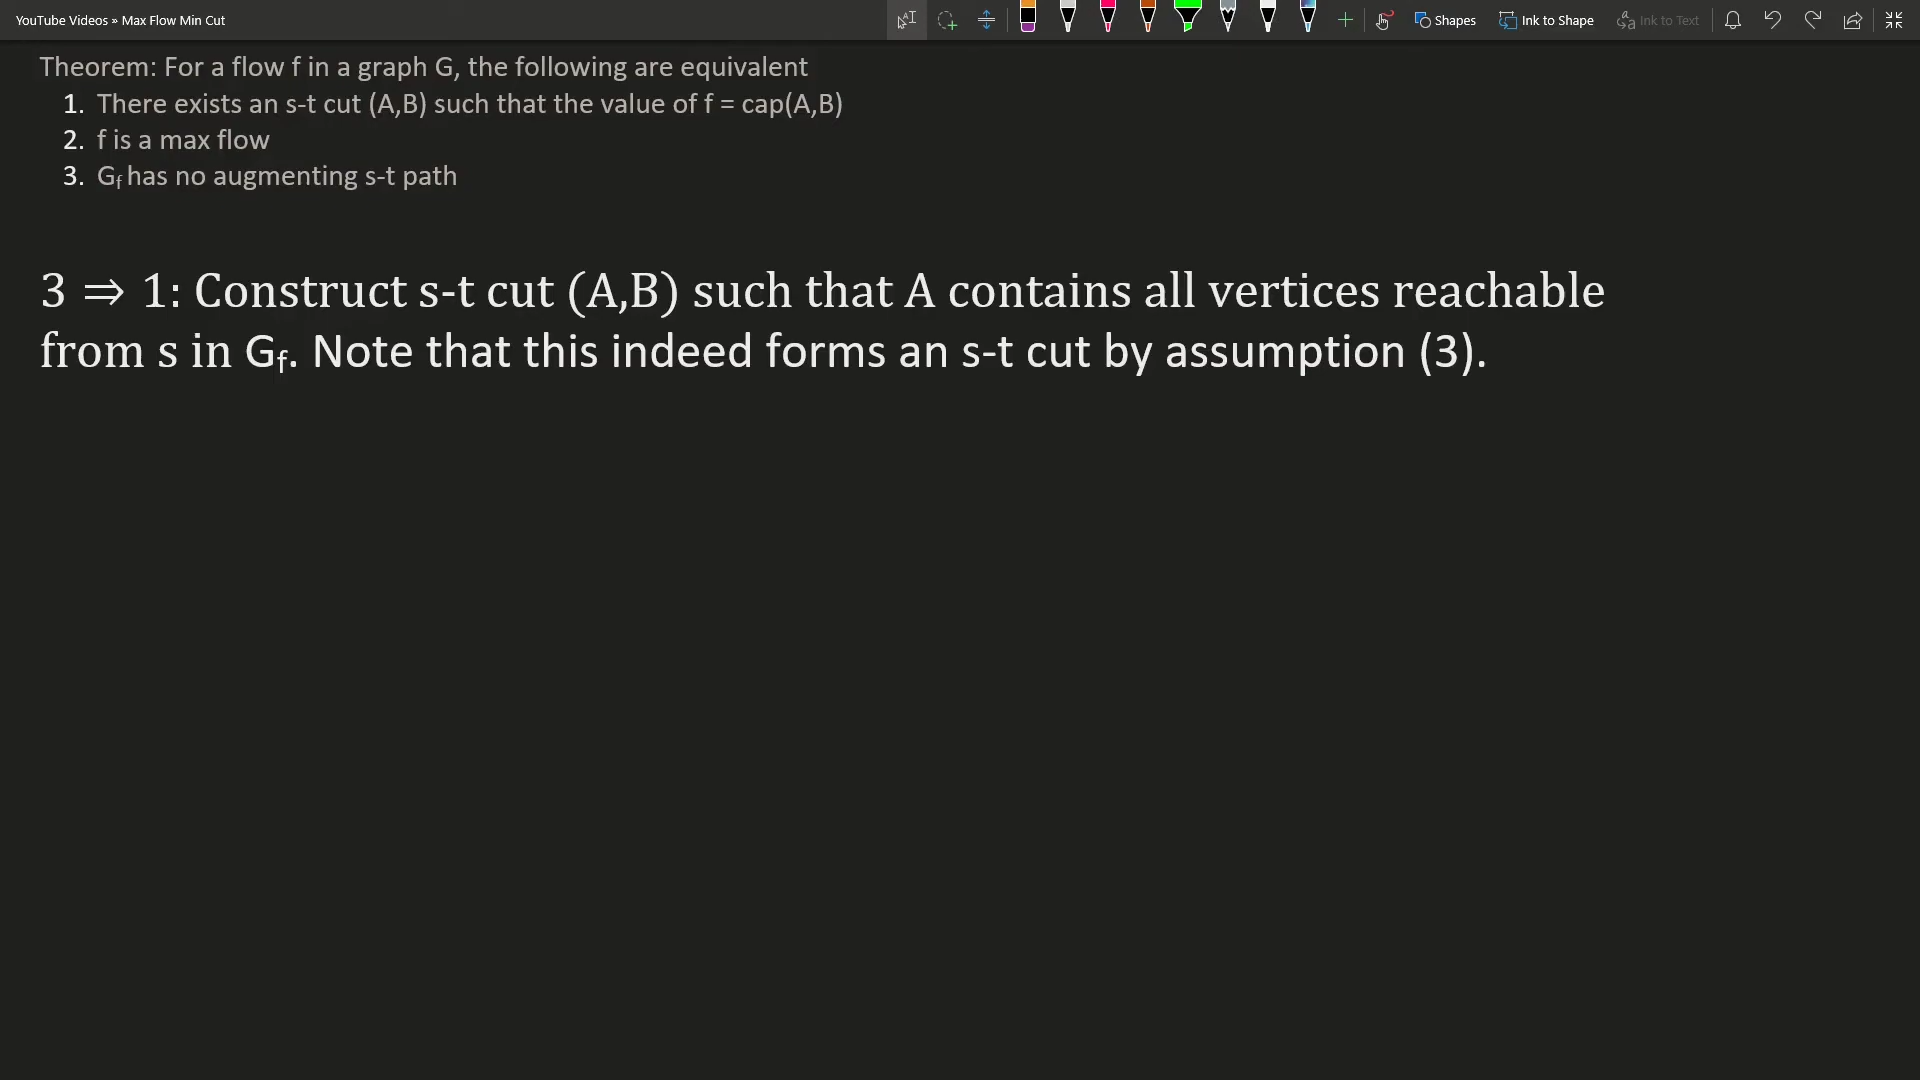 YouTube Videos » Max Flow Min Cut
Shapes
Ink to Shape
Ink to Text
Theorem: For a flow f in a graph G, the following are equivalent
1. There exists an s-t cut (A,B) such that the value of f = cap(A,B)
2. f is a max flow
3. Gf has no augmenting s-t path
3 ⇒ 1: Construct s-t cut (A,B) such that A contains all vertices reachable
from s in Gf. Note that this indeed forms an s-t cut by assumption (3).